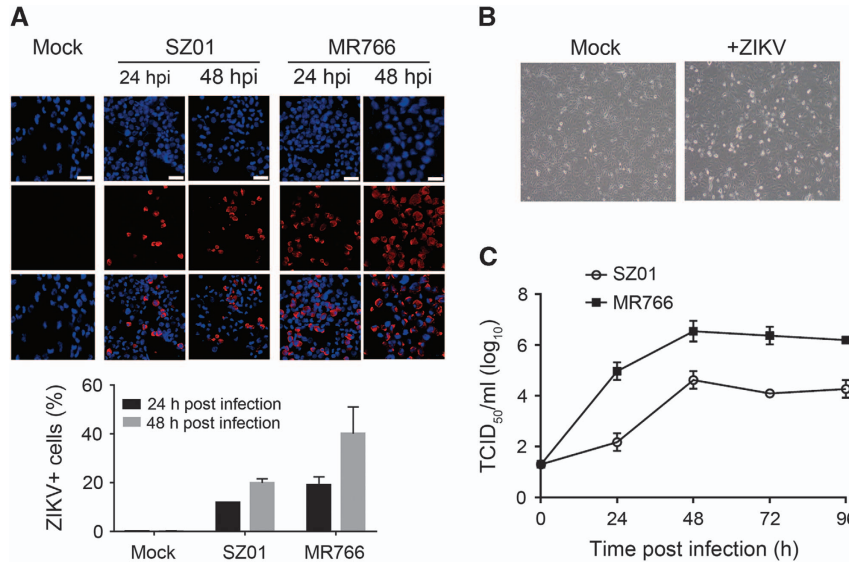 A
Mock
SZ01
MR766
24 hpi
48 hpi
24 hpi
48 hpi
ZIKV+ cells (%)
60
40
20
0
24 h post infection
48 h post infection
Mock
SZ01
MR766
B
Mock
+ZIKV
C
SZ01
MR766
TCID50/ml (log10)
8
6
4
2
0
0
24
48
72
Time post infection (h)